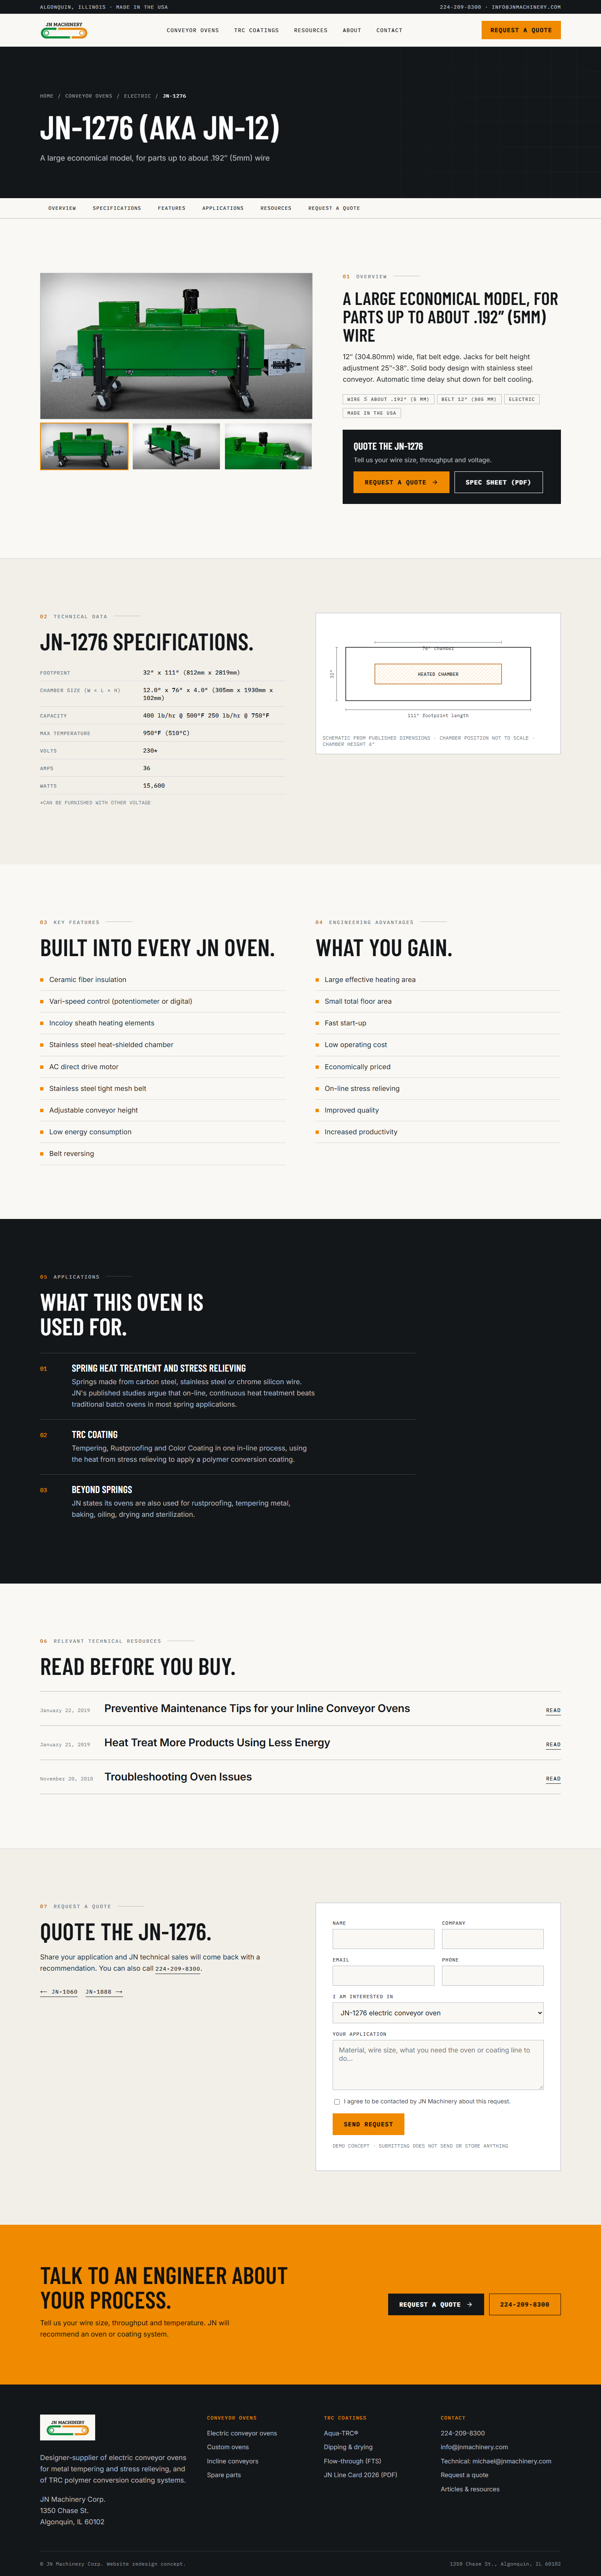 ALGONQUIN, ILLINOIS · MADE IN THE USA
224-209-8300 · INFO@JNMACHINERY.COM
JN MACHINERY
CONVEYOR OVENS
TRC COATINGS
RESOURCES
ABOUT
CONTACT
REQUEST A QUOTE
HOME / CONVEYOR OVENS / ELECTRIC / JN-1276
JN-1276 (AKA JN-12)
A large economical model, for parts up to about .192" (5mm) wire
OVERVIEW
SPECIFICATIONS
FEATURES
APPLICATIONS
RESOURCES
REQUEST A QUOTE
01 OVERVIEW
A LARGE ECONOMICAL MODEL, FOR
PARTS UP TO ABOUT .192" (5MM)
WIRE
12" (304.80mm) wide, flat belt edge. Jacks for belt height
adjustment 25"-38". Solid body design with stainless steel
conveyor. Automatic time delay shut down for belt cooling.
WIRE ≤ ABOUT .192" (5 MM)
BELT 12" (305 MM)
ELECTRIC
MADE IN THE USA
QUOTE THE JN-1276
Tell us your wire size, throughput and voltage.
REQUEST A QUOTE →
SPEC SHEET (PDF)
02 TECHNICAL DATA
JN-1276 SPECIFICATIONS.
FOOTPRINT
32" x 111" (812mm x 2819mm)
CHAMBER SIZE (W × L × H)
12.0" x 76" x 4.0" (305mm x 1930mm x
102mm)
CAPACITY
400 lb/hr @ 500°F 250 lb/hr @ 750°F
MAX TEMPERATURE
950°F (510°C)
VOLTS
230*
AMPS
36
WATTS
15,600
*CAN BE FURNISHED WITH OTHER VOLTAGE
76" chamber
32"
HEATED CHAMBER
111" footprint length
SCHEMATIC FROM PUBLISHED DIMENSIONS · CHAMBER POSITION NOT TO SCALE ·
CHAMBER HEIGHT 4"
03 KEY FEATURES
BUILT INTO EVERY JN OVEN.
Ceramic fiber insulation
Vari-speed control (potentiometer or digital)
Incoloy sheath heating elements
Stainless steel heat-shielded chamber
AC direct drive motor
Stainless steel tight mesh belt
Adjustable conveyor height
Low energy consumption
Belt reversing
04 ENGINEERING ADVANTAGES
WHAT YOU GAIN.
Large effective heating area
Small total floor area
Fast start-up
Low operating cost
Economically priced
On-line stress relieving
Improved quality
Increased productivity
05 APPLICATIONS
WHAT THIS OVEN IS
USED FOR.
01
SPRING HEAT TREATMENT AND STRESS RELIEVING
Springs made from carbon steel, stainless steel or chrome silicon wire.
JN's published studies argue that on-line, continuous heat treatment beats
traditional batch ovens in most spring applications.
02
TRC COATING
Tempering, Rustproofing and Color Coating in one in-line process, using
the heat from stress relieving to apply a polymer conversion coating.
03
BEYOND SPRINGS
JN states its ovens are also used for rustproofing, tempering metal,
baking, oiling, drying and sterilization.
06 RELEVANT TECHNICAL RESOURCES
READ BEFORE YOU BUY.
January 22, 2019
Preventive Maintenance Tips for your Inline Conveyor Ovens
READ
January 21, 2019
Heat Treat More Products Using Less Energy
READ
November 20, 2018
Troubleshooting Oven Issues
READ
07 REQUEST A QUOTE
QUOTE THE JN-1276.
Share your application and JN technical sales will come back with a
recommendation. You can also call 224-209-8300.
← JN-1060
JN-1888 →
NAME
COMPANY
EMAIL
PHONE
I AM INTERESTED IN
JN-1276 electric conveyor oven
YOUR APPLICATION
Material, wire size, what you need the oven or coating line to
do...
I agree to be contacted by JN Machinery about this request.
SEND REQUEST
DEMO CONCEPT · SUBMITTING DOES NOT SEND OR STORE ANYTHING
TALK TO AN ENGINEER ABOUT
YOUR PROCESS.
Tell us your wire size, throughput and temperature. JN will
recommend an oven or coating system.
REQUEST A QUOTE →
224-209-8300
JN MACHINERY
Designer-supplier of electric conveyor ovens
for metal tempering and stress relieving, and
of TRC polymer conversion coating systems.
JN Machinery Corp.
1350 Chase St.
Algonquin, IL 60102
CONVEYOR OVENS
Electric conveyor ovens
Custom ovens
Incline conveyors
Spare parts
TRC COATINGS
Aqua-TRC®
Dipping & drying
Flow-through (FTS)
JN Line Card 2026 (PDF)
CONTACT
224-209-8300
info@jnmachinery.com
Technical: michael@jnmachinery.com
Request a quote
Articles & resources
© JN Machinery Corp. Website redesign concept.
1350 Chase St., Algonquin, IL 60102